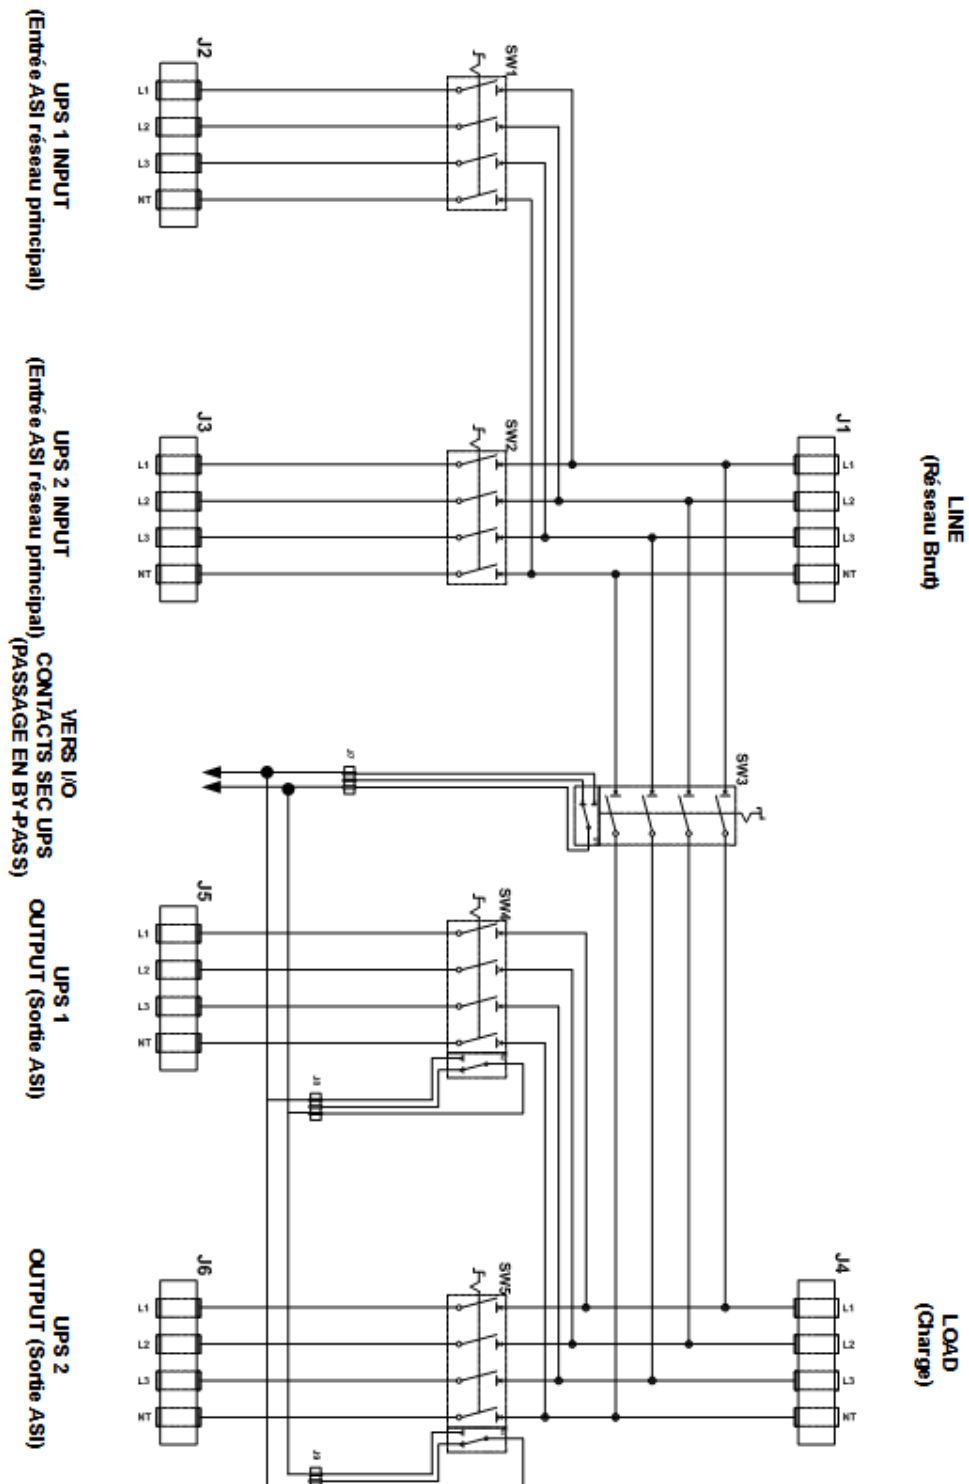 J2
SW1
L1
L2
L3
NT
UPS 1 INPUT
(Entrée ASI réseau principal)
J3
SW2
L1
L2
L3
NT
UPS 2 INPUT
(Entrée ASI réseau principal)
J1
L1
L2
L3
NT
LINE
(Réseau Brut)
SW3
J7
VERS I/O
CONTACTS SEC UPS
(PASSAGE EN BY-PASS)
J5
SW4
L1
L2
L3
NT
UPS 1
OUTPUT (Sortie ASI)
J8
J6
SW5
L1
L2
L3
NT
UPS 2
OUTPUT (Sortie ASI)
J9
J4
L1
L2
L3
NT
LOAD
(Charge)